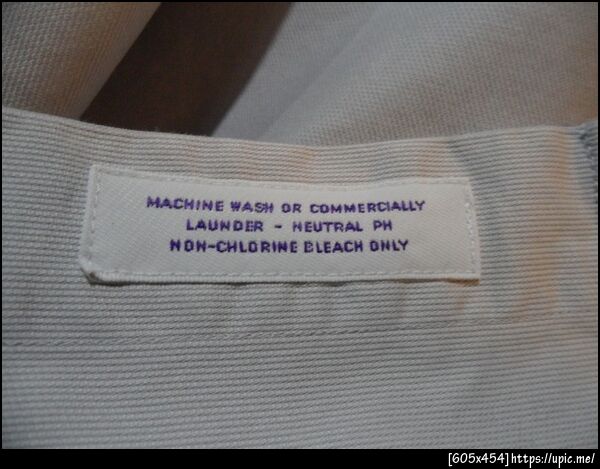 MACHINE WASH OR COMMERCIALLY
LAUNDER - NEUTRAL PH
NON-CHLORINE BLEACH ONLY
[605x454]https://upic.me/